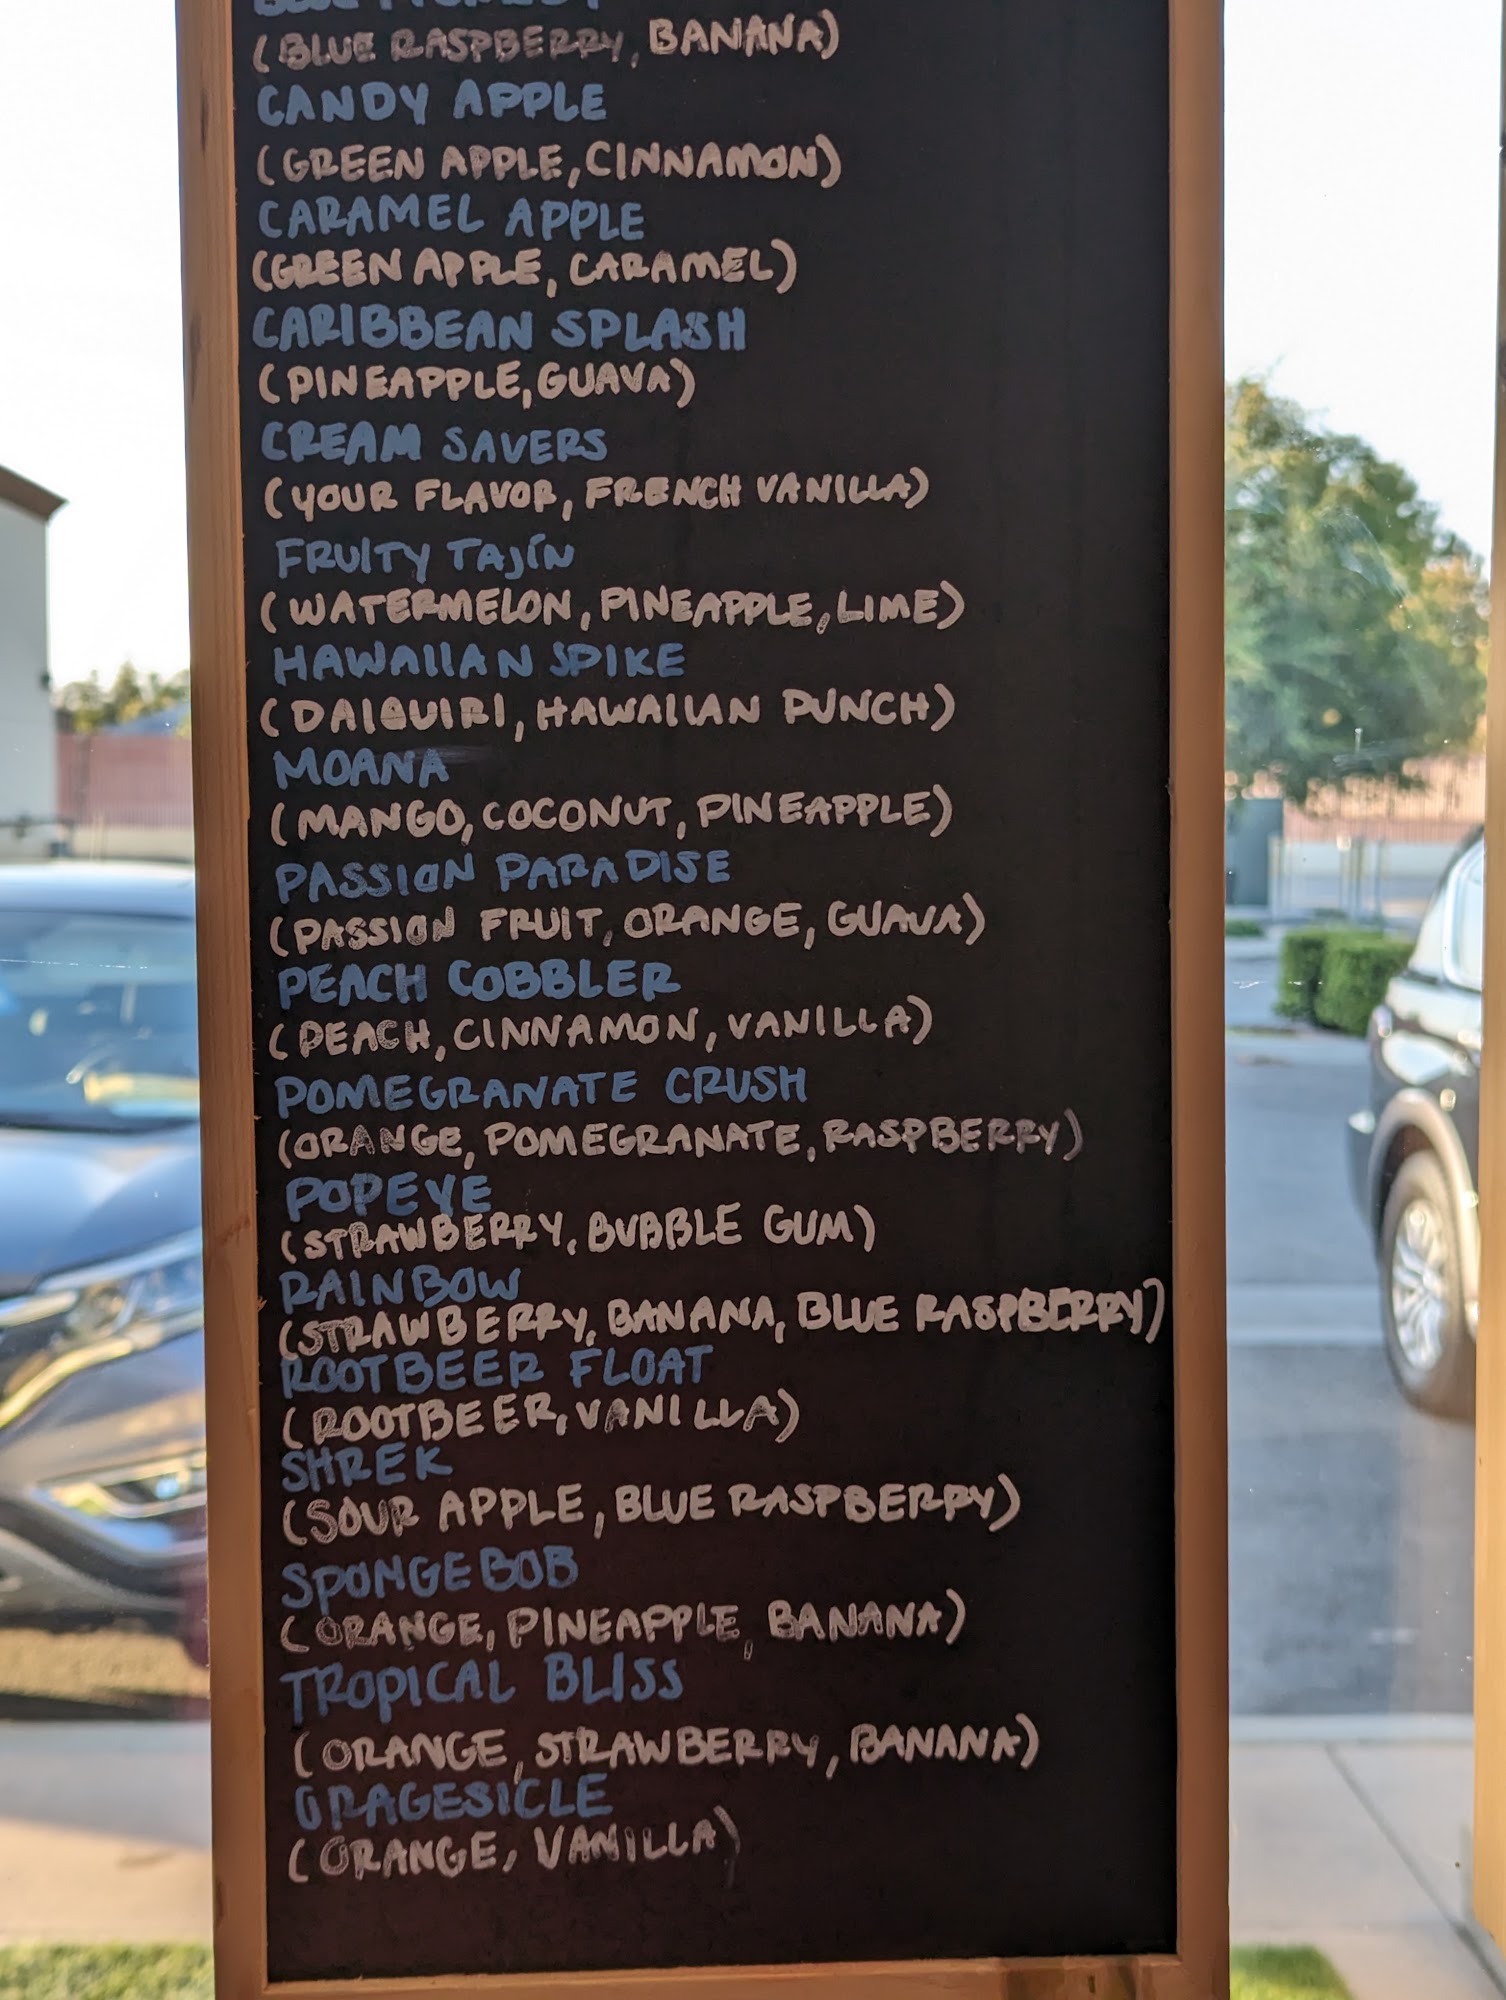 (BLUE RASPBERRY, BANANA)
CANDY APPLE
(GREEN APPLE, CINNAMON)
CARAMEL APPLE
(GREEN APPLE, CARAMEL)
CARIBBEAN SPLASH
(PINEAPPLE, GUAVA)
CREAM SAVERS
(YOUR FLAVOR, FRENCH VANILLA)
FRUITY TAJÍN
(WATERMELON, PINEAPPLE, LIME)
HAWAIIAN SPIKE
(DAIQUIRI, HAWAIIAN PUNCH)
MOANA
(MANGO, COCONUT, PINEAPPLE)
PASSION PARADISE
(PASSION FRUIT, ORANGE, GUAVA)
PEACH COBBLER
(PEACH, CINNAMON, VANILLA)
POMEGRANATE CRUSH
(ORANGE, POMEGRANATE, RASPBERRY)
POPEYE
(STRAWBERRY, BUBBLE GUM)
RAINBOW
(STRAWBERRY, BANANA, BLUE RASPBERRY)
ROOTBEER FLOAT
(ROOTBEER, VANILLA)
SHREK
(SOUR APPLE, BLUE RASPBERRY)
SPONGEBOB
(ORANGE, PINEAPPLE, BANANA)
TROPICAL BLISS
(ORANGE, STRAWBERRY, BANANA)
ORAGESICLE
(ORANGE, VANILLA)